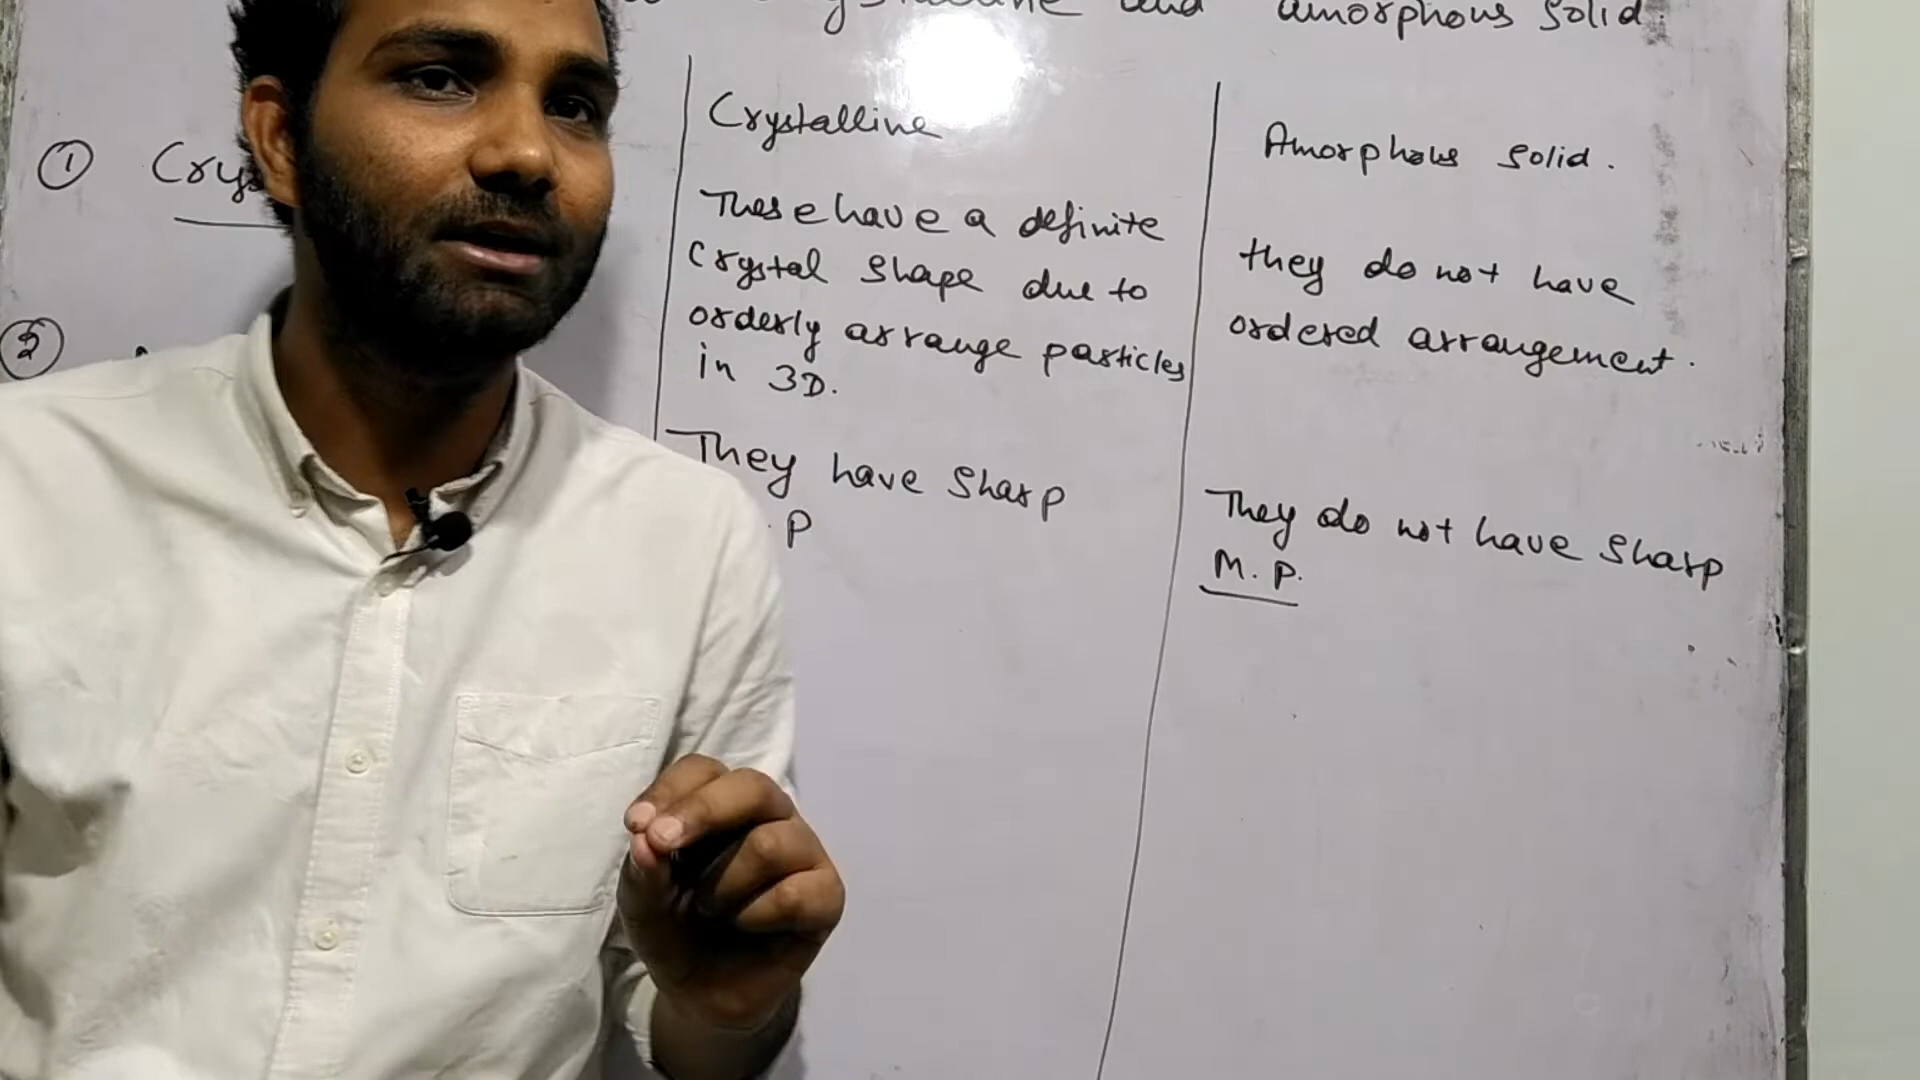 and amorphous solid.
①
②
Crystalline
These have a definite
crystal shape due to
orderly arrange particles
in 3D.
They have sharp
. P
Amorphous solid.
they do not have
ordered arrangement.
They do not have sharp
M. P.